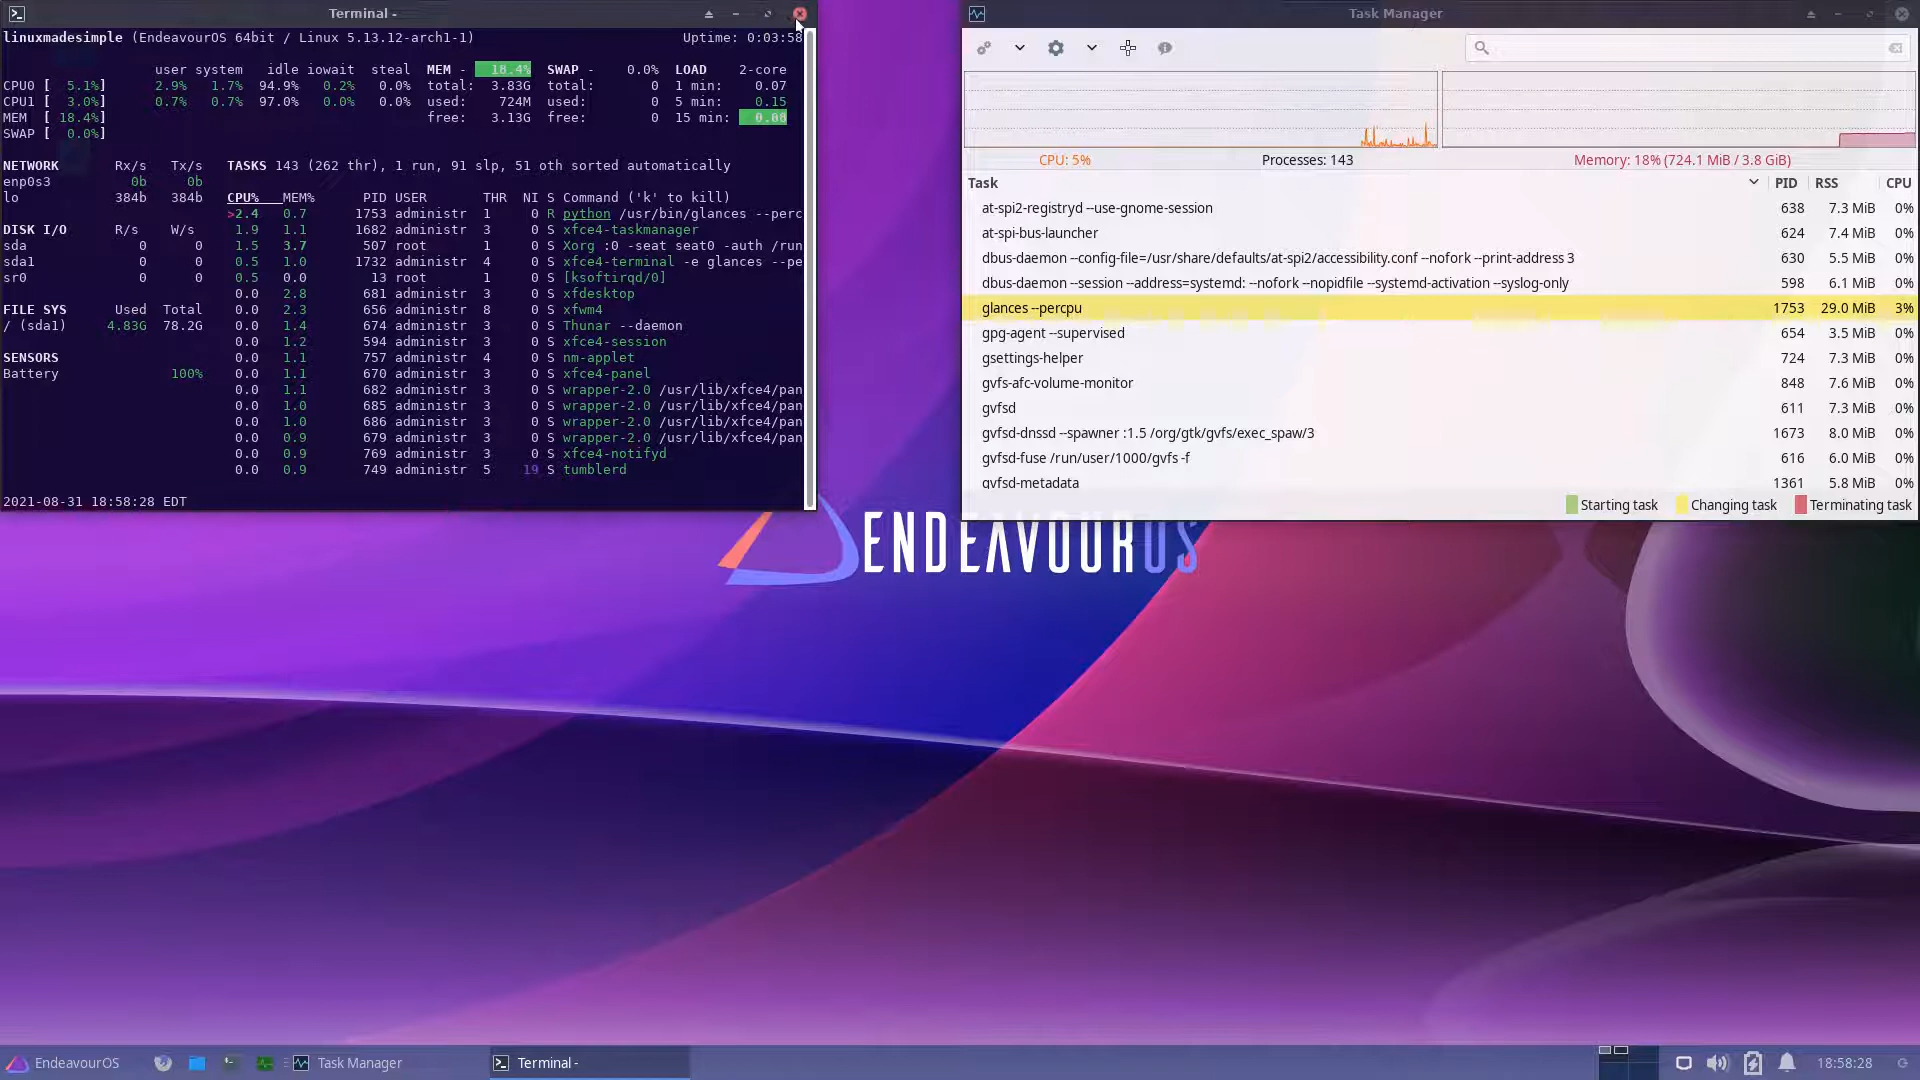 Terminal -
linuxmadesimple (EndeavourOS 64bit / Linux 5.13.12-arch1-1) Uptime: 0:03:58
user system idle iowait steal MEM - 18.4% SWAP - 0.0% LOAD 2-core
CPU0 [ 5.1%] 2.9% 1.7% 94.9% 0.2% 0.0% total: 3.83G total: 0 1 min: 0.07
CPU1 [ 3.0%] 0.7% 0.7% 97.0% 0.0% 0.0% used: 724M used: 0 5 min: 0.15
MEM [ 18.4%] free: 3.13G free: 0 15 min: 0.08
SWAP [ 0.0%]
NETWORK Rx/s Tx/s TASKS 143 (262 thr), 1 run, 91 slp, 51 oth sorted automatically
enp0s3 0b 0b
lo 384b 384b CPU% MEM% PID USER THR NI S Command ('k' to kill)
>2.4 0.7 1753 administr 1 0 R python /usr/bin/glances --perc
DISK I/O R/s W/s 1.9 1.1 1682 administr 3 0 S xfce4-taskmanager
sda 0 0 1.5 3.7 507 root 1 0 S Xorg :0 -seat seat0 -auth /run
sda1 0 0 0.5 1.0 1732 administr 4 0 S xfce4-terminal -e glances --pe
sr0 0 0 0.5 0.0 13 root 1 0 S [ksoftirqd/0]
0.0 2.8 681 administr 3 0 S xfdesktop
FILE SYS Used Total 0.0 2.3 656 administr 8 0 S xfwm4
/ (sda1) 4.83G 78.2G 0.0 1.4 674 administr 3 0 S Thunar --daemon
0.0 1.2 594 administr 3 0 S xfce4-session
SENSORS 0.0 1.1 757 administr 4 0 S nm-applet
Battery 100% 0.0 1.1 670 administr 3 0 S xfce4-panel
0.0 1.1 682 administr 3 0 S wrapper-2.0 /usr/lib/xfce4/pan
0.0 1.0 685 administr 3 0 S wrapper-2.0 /usr/lib/xfce4/pan
0.0 1.0 686 administr 3 0 S wrapper-2.0 /usr/lib/xfce4/pan
0.0 0.9 679 administr 3 0 S wrapper-2.0 /usr/lib/xfce4/pan
0.0 0.9 769 administr 3 0 S xfce4-notifyd
0.0 0.9 749 administr 5 19 S tumblerd
2021-08-31 18:58:28 EDT
Task Manager
CPU: 5% Processes: 143 Memory: 18% (724.1 MiB / 3.8 GiB)
Task PID RSS CPU
at-spi2-registryd --use-gnome-session 638 7.3 MiB 0%
at-spi-bus-launcher 624 7.4 MiB 0%
dbus-daemon --config-file=/usr/share/defaults/at-spi2/accessibility.conf --nofork --print-address 3 630 5.5 MiB 0%
dbus-daemon --session --address=systemd: --nofork --nopidfile --systemd-activation --syslog-only 598 6.1 MiB 0%
glances --percpu 1753 29.0 MiB 3%
gpg-agent --supervised 654 3.5 MiB 0%
gsettings-helper 724 7.3 MiB 0%
gvfs-afc-volume-monitor 848 7.6 MiB 0%
gvfsd 611 7.3 MiB 0%
gvfsd-dnssd --spawner :1.5 /org/gtk/gvfs/exec_spaw/3 1673 8.0 MiB 0%
gvfsd-fuse /run/user/1000/gvfs -f 616 6.0 MiB 0%
gvfsd-metadata 1361 5.8 MiB 0%
Starting task Changing task Terminating task
ENDEAVOUROS
EndeavourOS Task Manager Terminal - 18:58:28